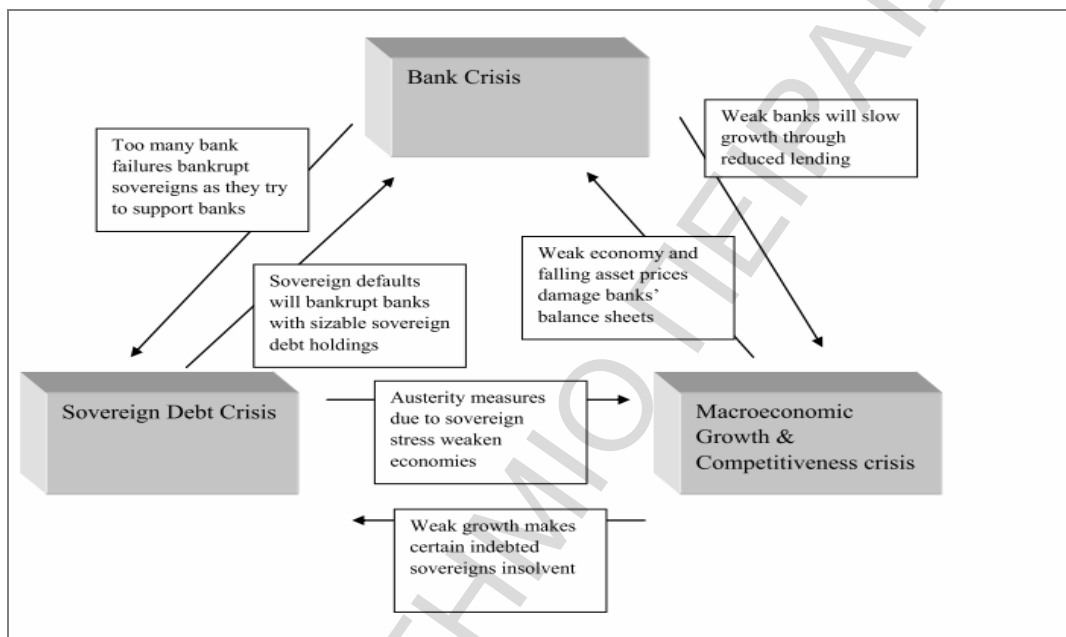 Bank Crisis
Weak banks will slow
growth through
reduced lending
Too many bank
failures bankrupt
sovereigns as they try
to support banks
Weak economy and
falling asset prices
damage banks’
balance sheets
Sovereign defaults
will bankrupt banks
with sizable sovereign
debt holdings
Sovereign Debt Crisis
Austerity measures
due to sovereign
stress weaken
economies
Macroeconomic
Growth &
Competitiveness crisis
Weak growth makes
certain indebted
sovereigns insolvent
ΠΕΙΡΑΙ